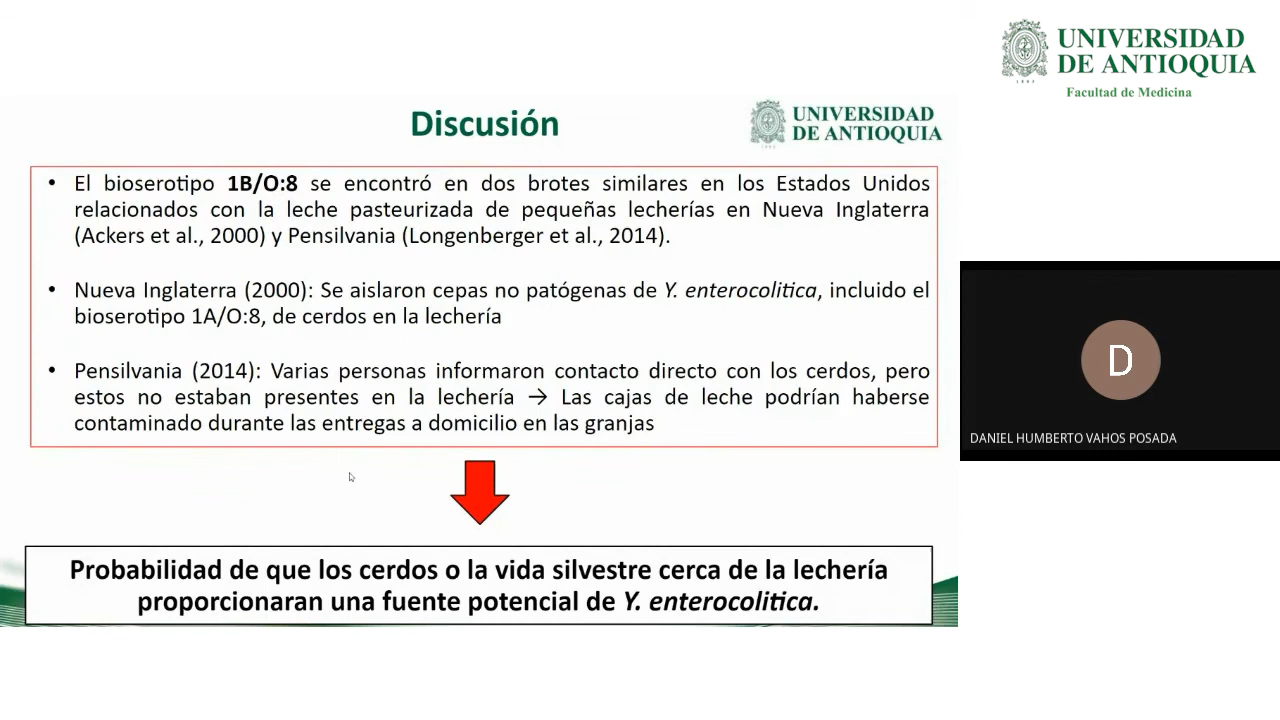 UNIVERSIDAD
DE ANTIOQUIA
Facultad de Medicina
Discusión
UNIVERSIDAD
DE ANTIOQUIA
• El bioserotipo 1B/O:8 se encontró en dos brotes similares en los Estados Unidos
relacionados con la leche pasteurizada de pequeñas lecherías en Nueva Inglaterra
(Ackers et al., 2000) y Pensilvania (Longenberger et al., 2014).
• Nueva Inglaterra (2000): Se aislaron cepas no patógenas de Y. enterocolitica, incluido el
bioserotipo 1A/O:8, de cerdos en la lechería
• Pensilvania (2014): Varias personas informaron contacto directo con los cerdos, pero
estos no estaban presentes en la lechería → Las cajas de leche podrían haberse
contaminado durante las entregas a domicilio en las granjas
Probabilidad de que los cerdos o la vida silvestre cerca de la lechería
proporcionaran una fuente potencial de Y. enterocolitica.
D
DANIEL HUMBERTO VAHOS POSADA